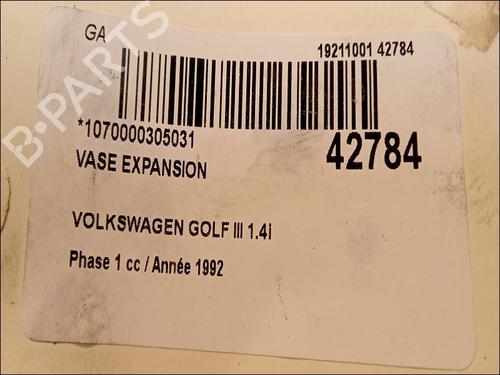 GA
19211001 42784
*1070000305031
42784
VASE EXPANSION
VOLKSWAGEN GOLF III 1.4i
Phase 1 cc / Année 1992
B-PARTS